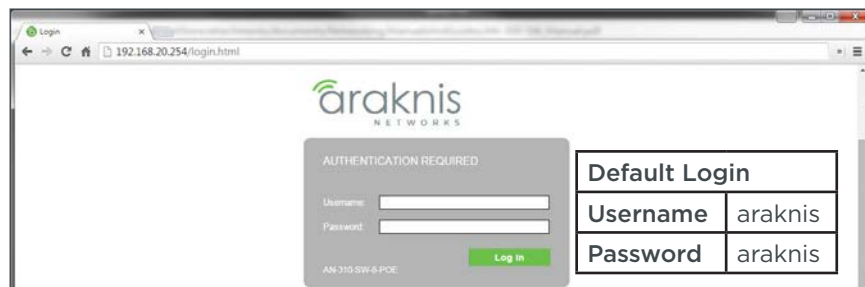 Login
192.168.20.254/login.html
araknis
NETWORKS
AUTHENTICATION REQUIRED
Username:
Password:
Log In
AN-310-SW-8-POE
Default Login
Username araknis
Password araknis